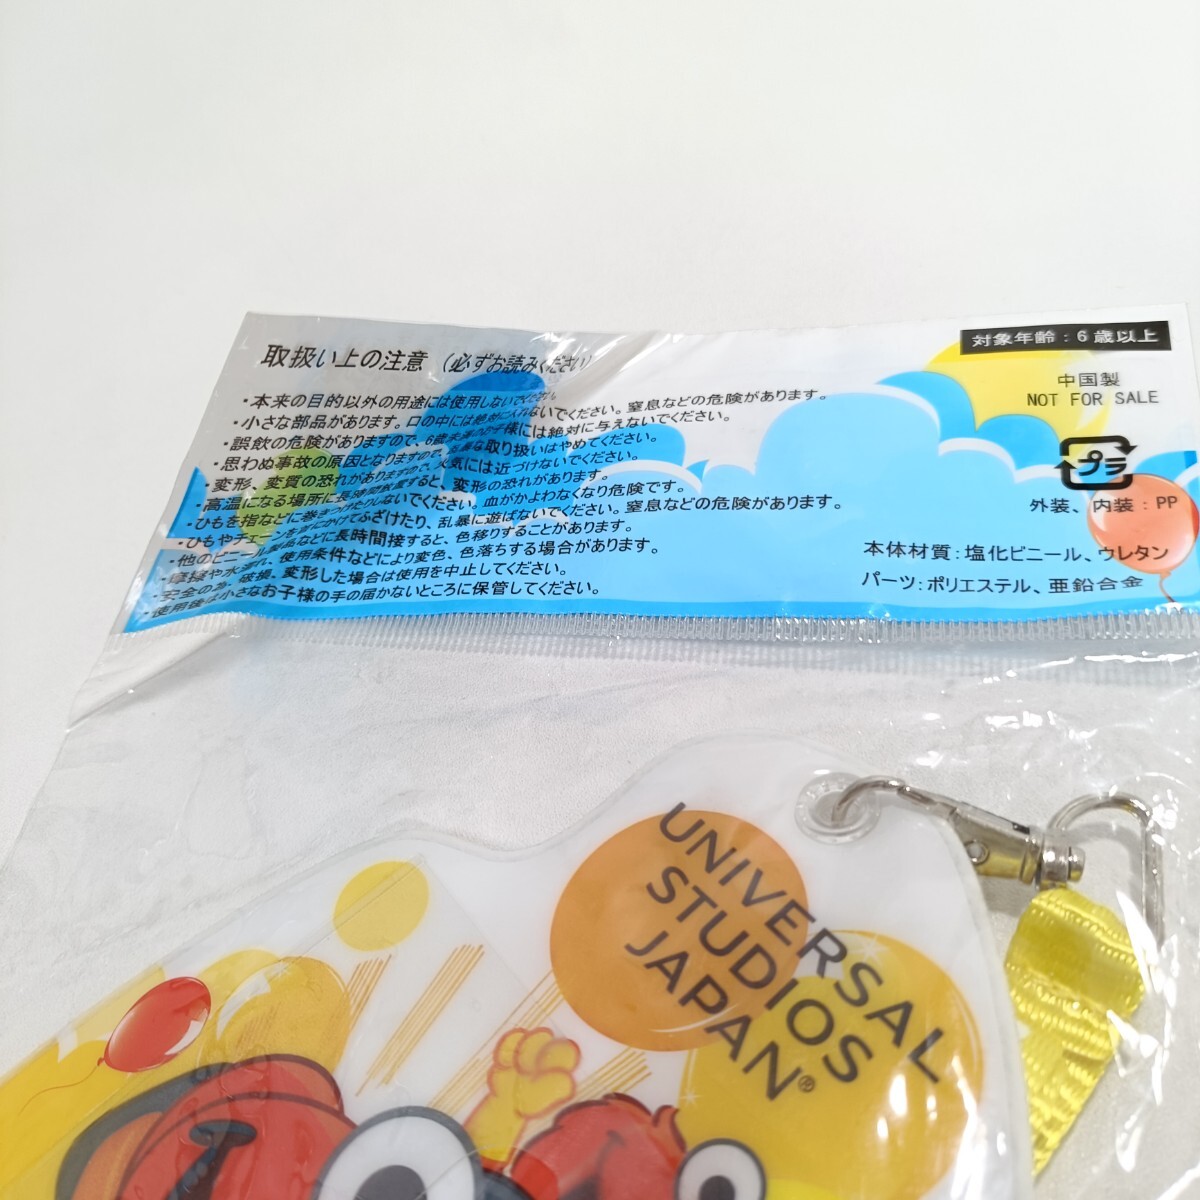 取扱い上の注意 (必ずお読みください)
・本来の目的以外の用途には使用しないでください。
・小さな部品があります。口の中には絶対に入れないでください。窒息などの危険があります。
・誤飲の危険がありますので、6歳未満のお子様には絶対に与えないでください。
・思わぬ事故の原因となりますので、乱暴な取り扱いはやめてください。
・変形、変質の恐れがありますので、火気には近づけないでください。
・高温になる場所に長時間放置すると、変形の恐れがあります。
・ひもを指などに巻きつけたりしないでください。血がかよわなくなり危険です。
・ひもやチェーンを首にかけてふざけたり、乱暴に遊ばないでください。窒息などの危険があります。
・他のビニール製品などに長時間接すると、色移りすることがあります。
・摩擦や水濡れ、使用条件などにより変色、色落ちする場合があります。
・安全の為、破損、変形した場合は使用を中止してください。
・使用後は小さなお子様の手の届かないところに保管してください。
対象年齢：6歳以上
中国製
NOT FOR SALE
プラ
外装、内装：PP
本体材質：塩化ビニール、ウレタン
パーツ：ポリエステル、亜鉛合金
UNIVERSAL
STUDIOS
JAPAN®